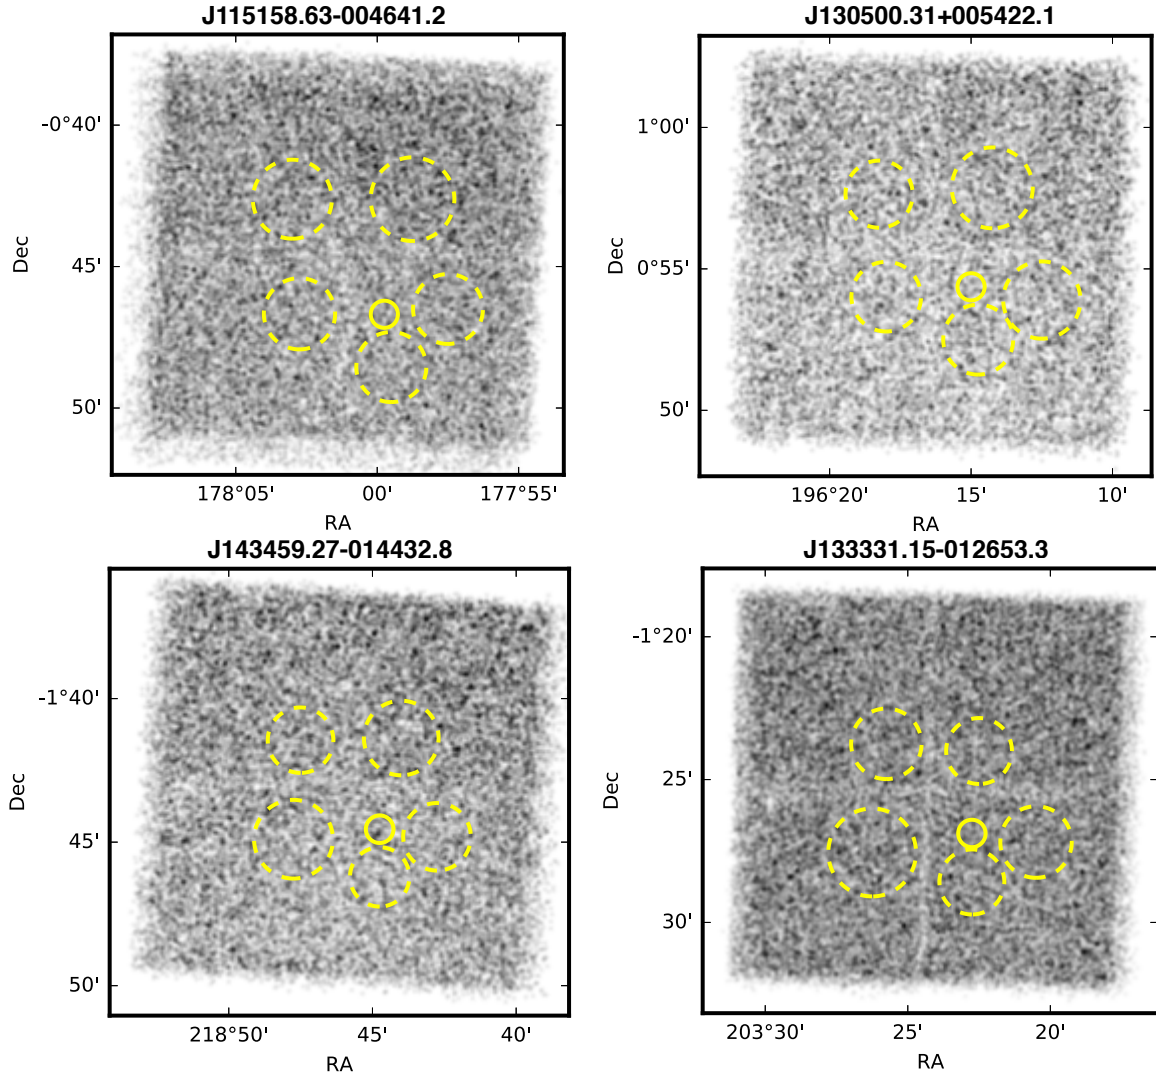 J115158.63-004641.2
-0°40'
45'
50'
Dec
178°05'
00'
177°55'
RA
J130500.31+005422.1
1°00'
0°55'
50'
Dec
196°20'
15'
10'
RA
J143459.27-014432.8
-1°40'
45'
50'
Dec
218°50'
45'
40'
RA
J133331.15-012653.3
-1°20'
25'
30'
Dec
203°30'
25'
20'
RA